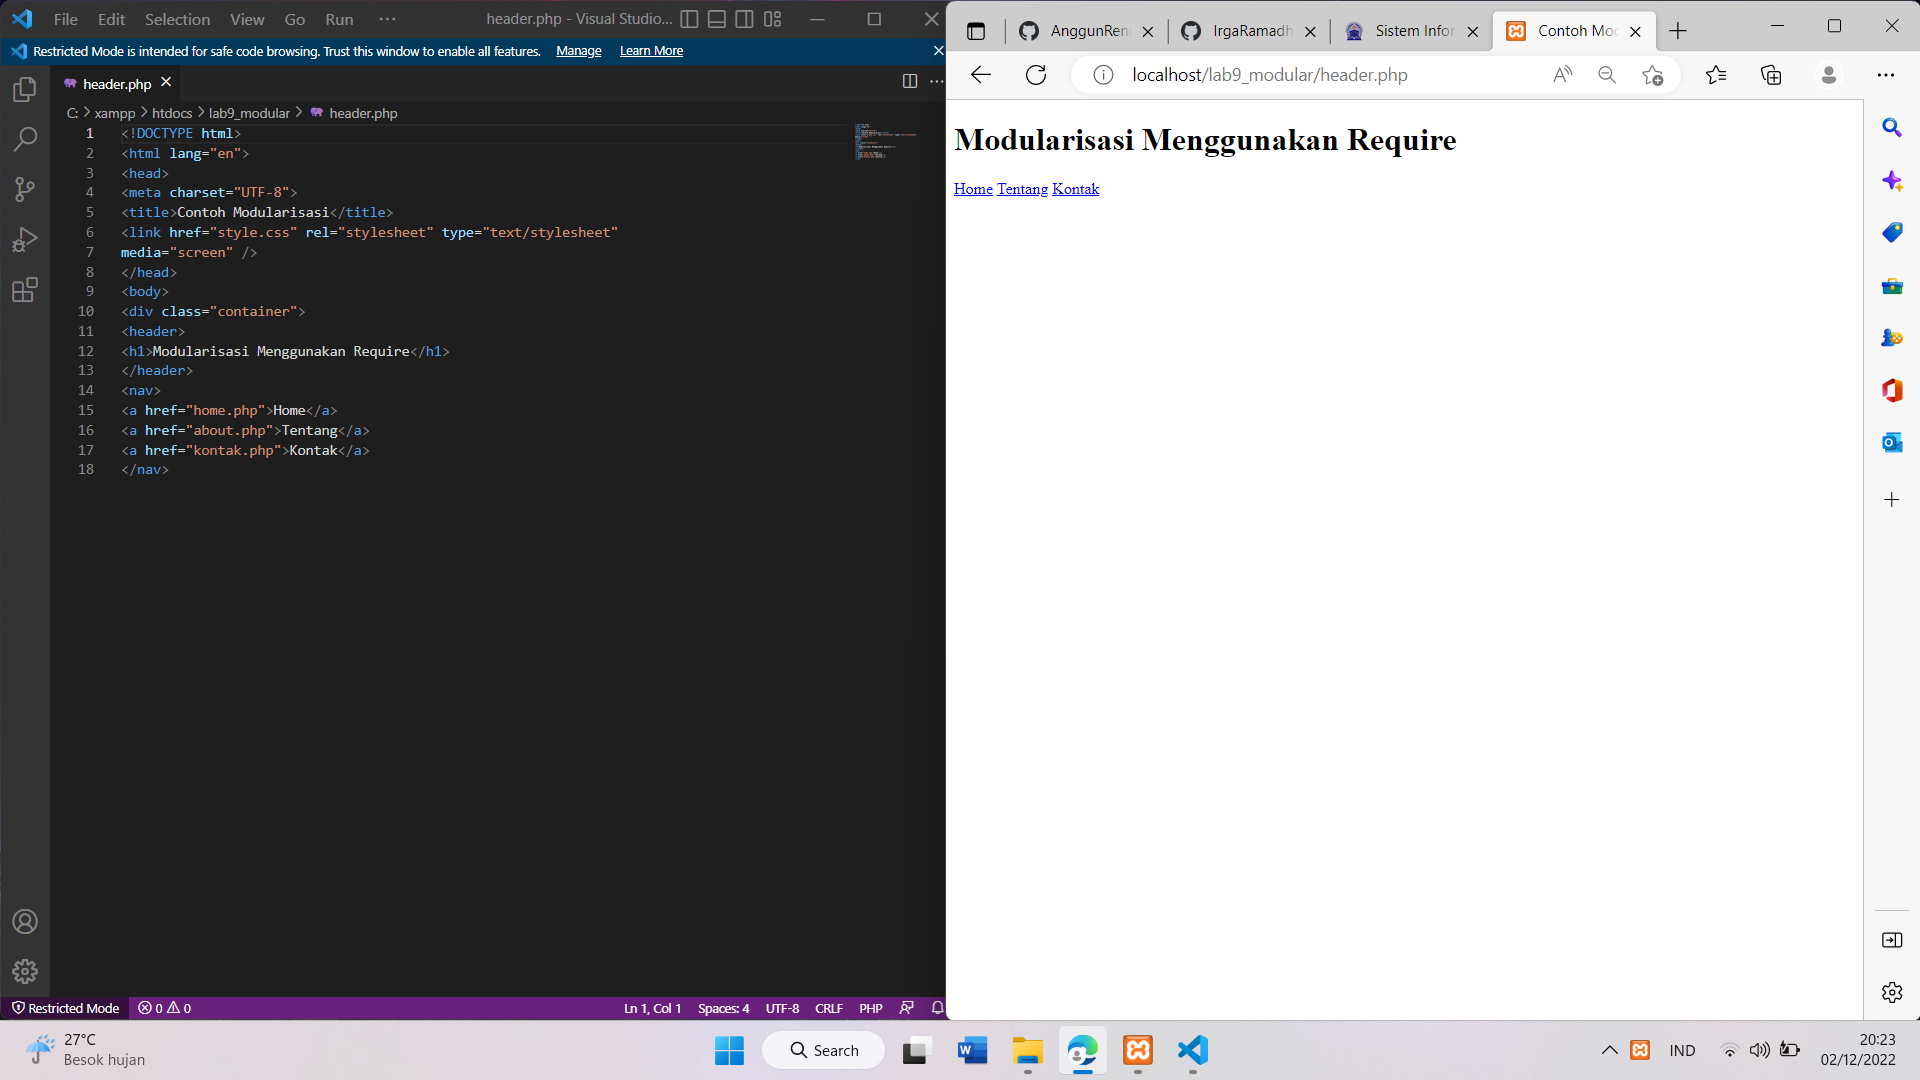 File Edit Selection View Go Run ··· header.php - Visual Studio...
Restricted Mode is intended for safe code browsing. Trust this window to enable all features. Manage Learn More
header.php
C: > xampp > htdocs > lab9_modular > header.php
1 <!DOCTYPE html>
2 <html lang="en">
3 <head>
4 <meta charset="UTF-8">
5 <title>Contoh Modularisasi</title>
6 <link href="style.css" rel="stylesheet" type="text/stylesheet"
7 media="screen" />
8 </head>
9 <body>
10 <div class="container">
11 <header>
12 <h1>Modularisasi Menggunakan Require</h1>
13 </header>
14 <nav>
15 <a href="home.php">Home</a>
16 <a href="about.php">Tentang</a>
17 <a href="kontak.php">Kontak</a>
18 </nav>
Restricted Mode 0 0 Ln 1, Col 1 Spaces: 4 UTF-8 CRLF PHP
AnggunRen IrgaRamadh Sistem Infor Contoh Mod
localhost/lab9_modular/header.php
Modularisasi Menggunakan Require
Home Tentang Kontak
27°C
Besok hujan
Search
IND
20:23
02/12/2022